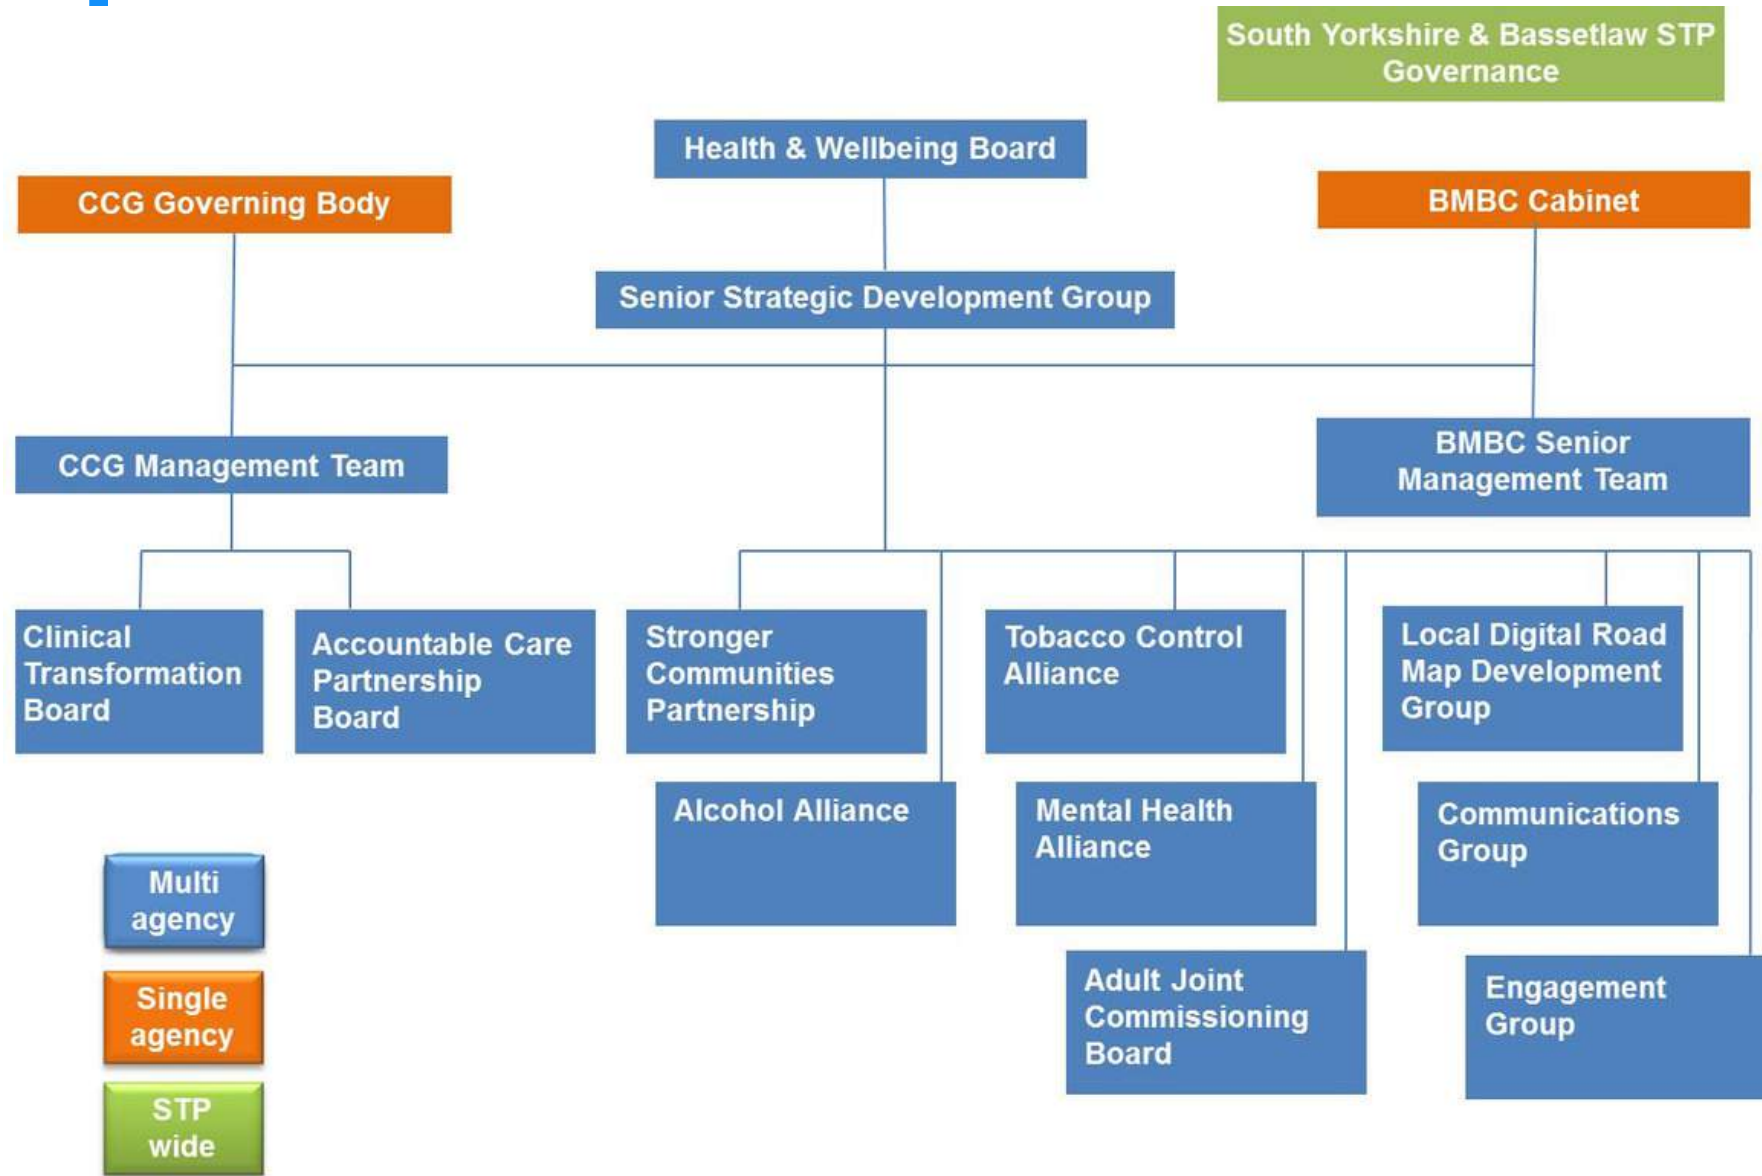 South Yorkshire & Bassetlaw STP
Governance
Health & Wellbeing Board
CCG Governing Body
BMBC Cabinet
Senior Strategic Development Group
CCG Management Team
BMBC Senior
Management Team
Clinical
Transformation
Board
Accountable Care
Partnership
Board
Stronger
Communities
Partnership
Tobacco Control
Alliance
Local Digital Road
Map Development
Group
Alcohol Alliance
Mental Health
Alliance
Communications
Group
Adult Joint
Commissioning
Board
Engagement
Group
Multi
agency
Single
agency
STP
wide